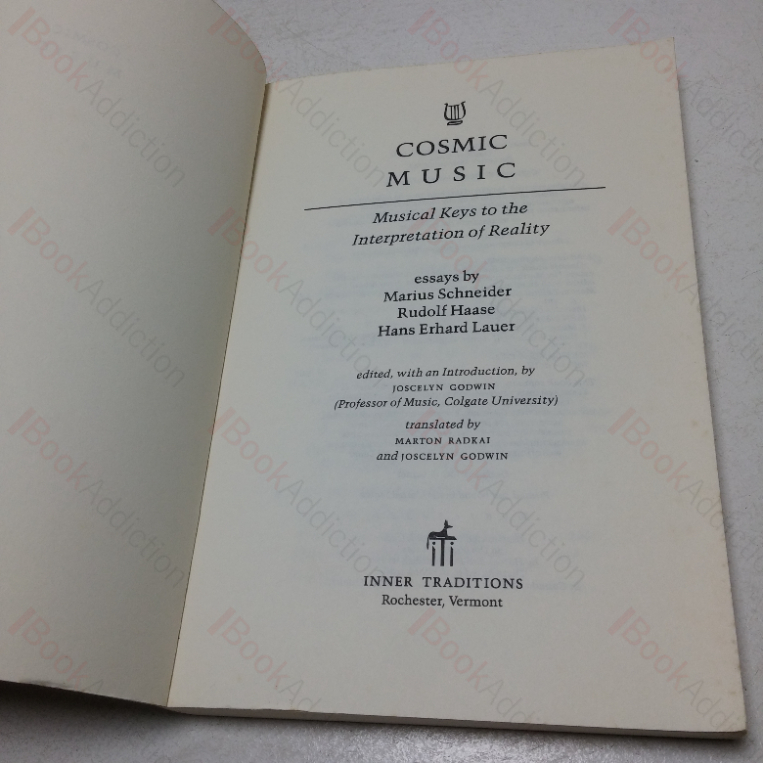 COSMIC
MUSIC
Musical Keys to the
Interpretation of Reality
essays by
Marius Schneider
Rudolf Haase
Hans Erhard Lauer
edited, with an Introduction, by
JOSCELYN GODWIN
(Professor of Music, Colgate University)
translated by
MARTON RADKAI
and JOSCELYN GODWIN
iTi
INNER TRADITIONS
Rochester, Vermont
BookAddiction